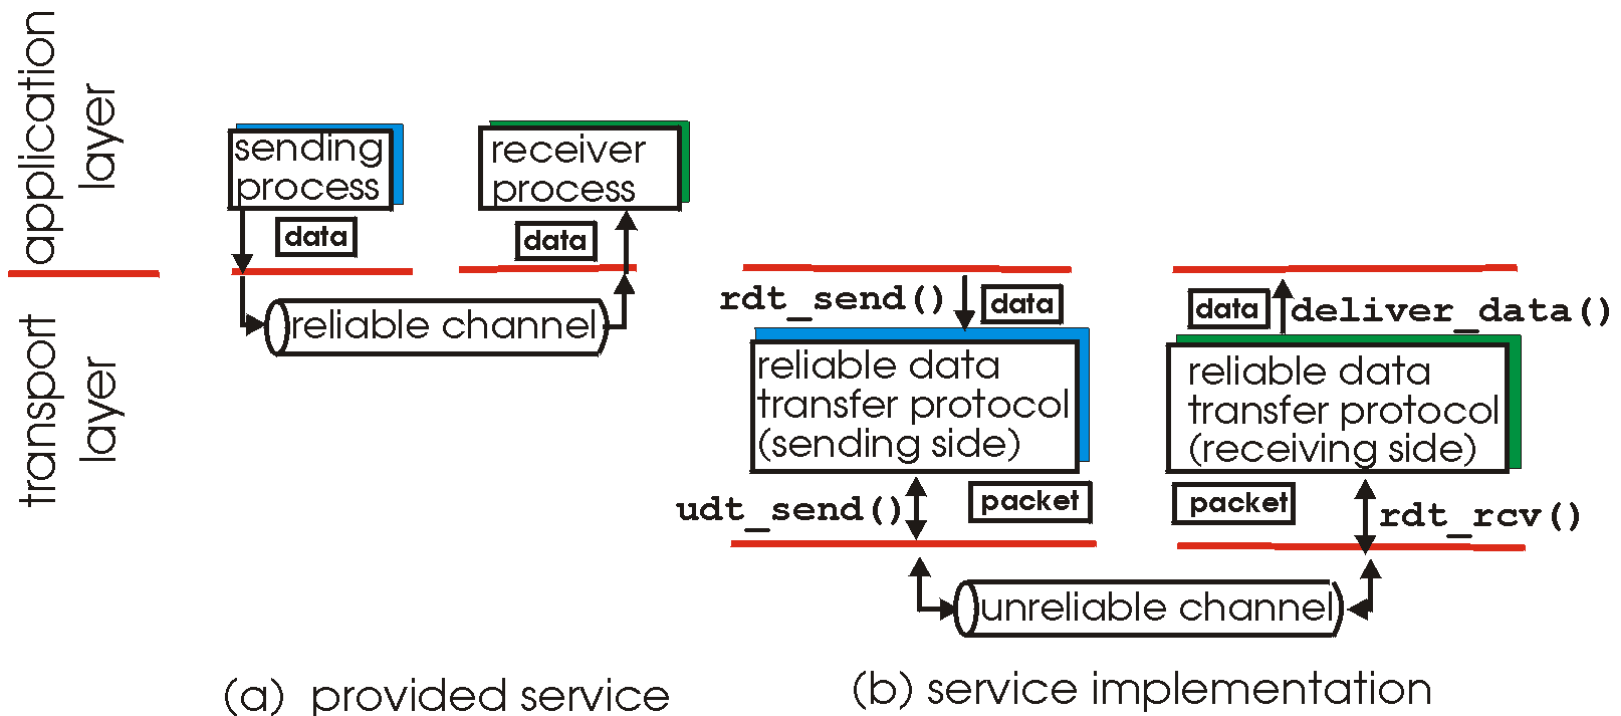 application
layer
transport
layer
sending
process
receiver
process
data
data
reliable channel
(a) provided service
rdt_send()
data
data
deliver_data()
reliable data
transfer protocol
(sending side)
reliable data
transfer protocol
(receiving side)
udt_send()
packet
packet
rdt_rcv()
unreliable channel
(b) service implementation